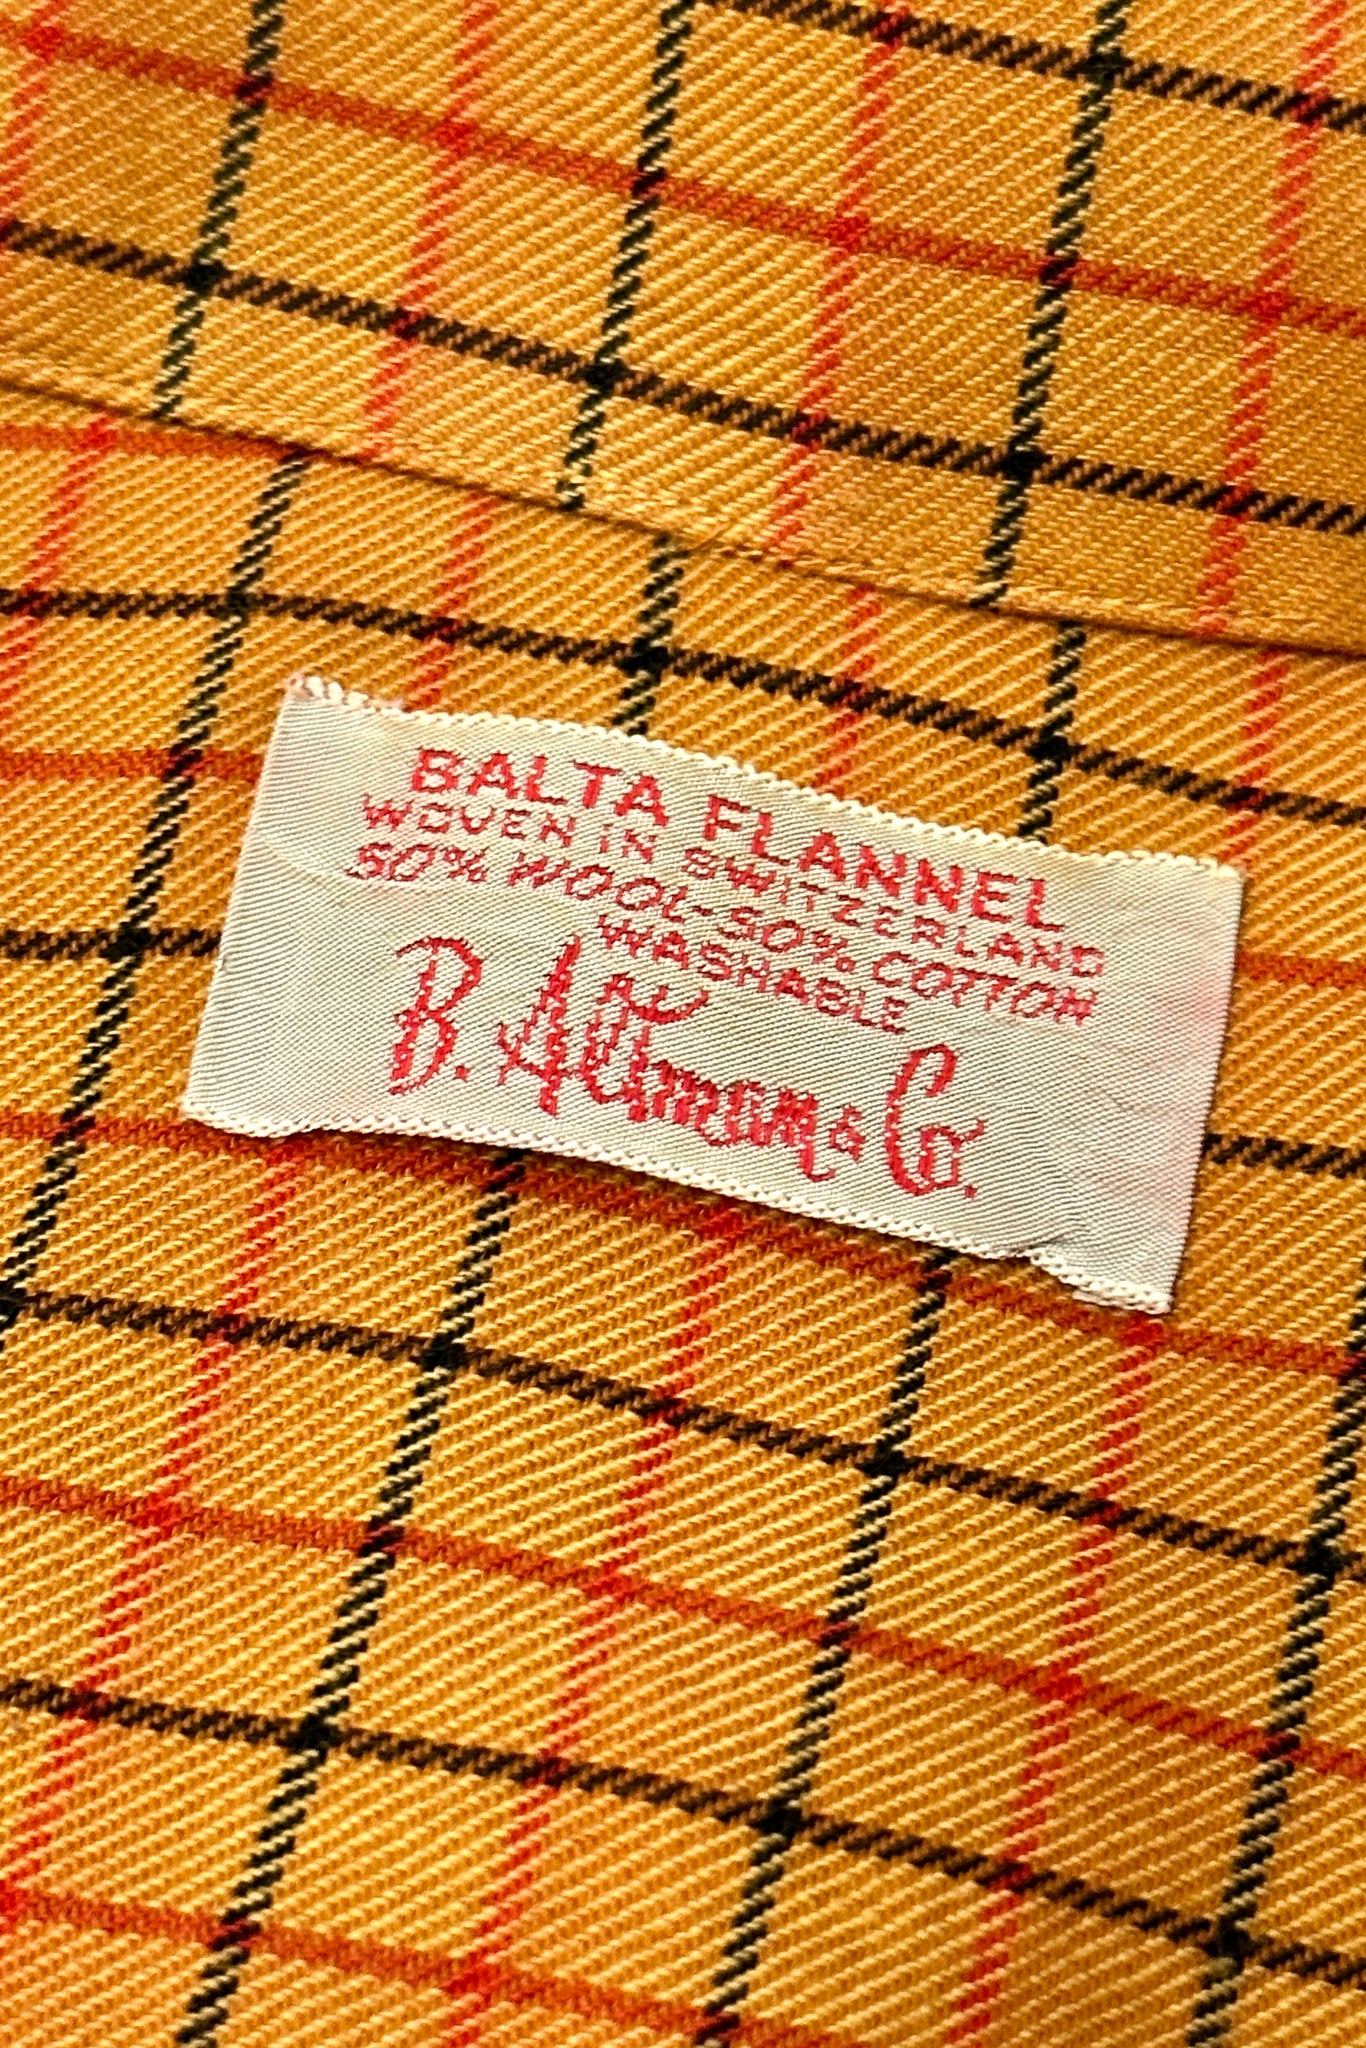 BALTA FLANNEL
WOVEN IN SWITZERLAND
50% WOOL-50% COTTON
WASHABLE
B. Altman & Co.